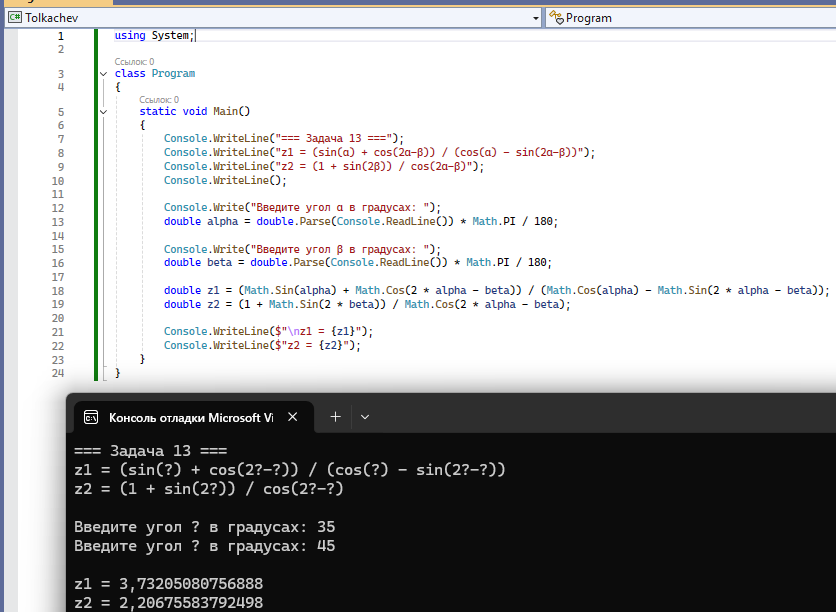 C# Tolkachev
Program
1 using System;
2
Ссылок: 0
3 class Program
4 {
Ссылок: 0
5 static void Main()
6 {
7 Console.WriteLine("=== Задача 13 ===");
8 Console.WriteLine("z1 = (sin(α) + cos(2α-β)) / (cos(α) - sin(2α-β))");
9 Console.WriteLine("z2 = (1 + sin(2β)) / cos(2α-β)");
10 Console.WriteLine();
11
12 Console.Write("Введите угол α в градусах: ");
13 double alpha = double.Parse(Console.ReadLine()) * Math.PI / 180;
14
15 Console.Write("Введите угол β в градусах: ");
16 double beta = double.Parse(Console.ReadLine()) * Math.PI / 180;
17
18 double z1 = (Math.Sin(alpha) + Math.Cos(2 * alpha - beta)) / (Math.Cos(alpha) - Math.Sin(2 * alpha - beta));
19 double z2 = (1 + Math.Sin(2 * beta)) / Math.Cos(2 * alpha - beta);
20
21 Console.WriteLine($"\nz1 = {z1}");
22 Console.WriteLine($"z2 = {z2}");
23 }
24 }
Консоль отладки Microsoft Vi
=== Задача 13 ===
z1 = (sin(?) + cos(2?-?)) / (cos(?) - sin(2?-?))
z2 = (1 + sin(2?)) / cos(2?-?)
Введите угол ? в градусах: 35
Введите угол ? в градусах: 45
z1 = 3,73205080756888
z2 = 2,20675583792498